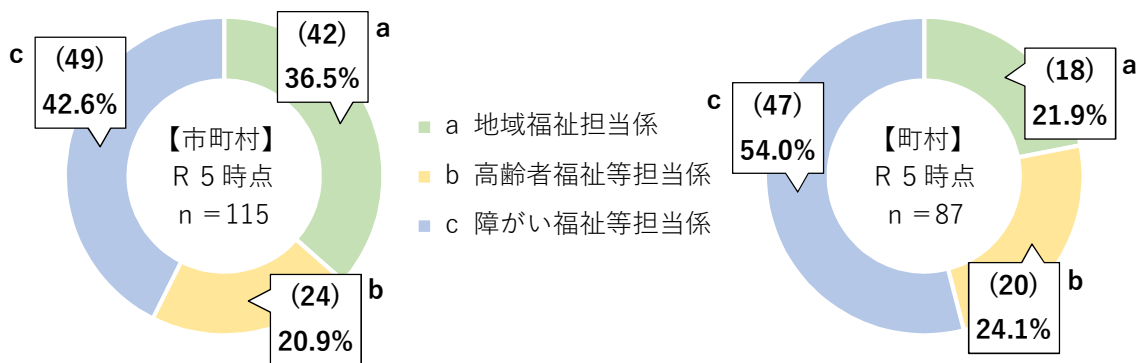 (42)
36.5%
a
c
(49)
42.6%
【市町村】
R 5時点
n =115
(24)
20.9%
b
a 地域福祉担当係
b 高齢者福祉等担当係
c 障がい福祉等担当係
(18)
21.9%
a
c
(47)
54.0%
【町村】
R 5時点
n =87
(20)
24.1%
b